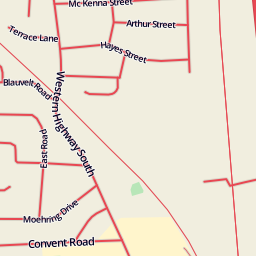 Mc Kenna Street
Arthur Street
Terrace Lane
Hayes Street
Blauvelt Road
Western Highway South
East Road
Moehring Drive
Convent Road